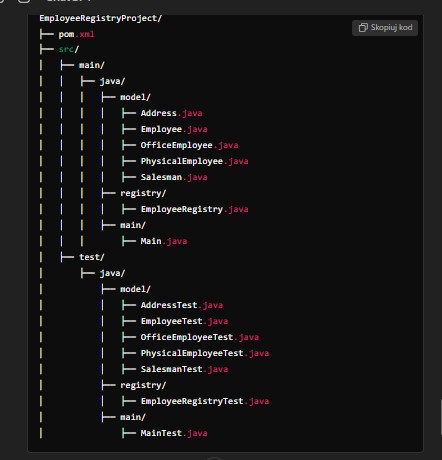 EmployeeRegistryProject/
Skopiuj kod
├── pom.xml
├── src/
│   ├── main/
│   │   ├── java/
│   │   │   ├── model/
│   │   │   │   ├── Address.java
│   │   │   │   ├── Employee.java
│   │   │   │   ├── OfficeEmployee.java
│   │   │   │   ├── PhysicalEmployee.java
│   │   │   │   ├── Salesman.java
│   │   │   ├── registry/
│   │   │   │   ├── EmployeeRegistry.java
│   │   │   ├── main/
│   │   │   │   ├── Main.java
│   ├── test/
│   │   ├── java/
│   │   │   ├── model/
│   │   │   │   ├── AddressTest.java
│   │   │   │   ├── EmployeeTest.java
│   │   │   │   ├── OfficeEmployeeTest.java
│   │   │   │   ├── PhysicalEmployeeTest.java
│   │   │   │   ├── SalesmanTest.java
│   │   │   ├── registry/
│   │   │   │   ├── EmployeeRegistryTest.java
│   │   │   ├── main/
│   │   │   │   ├── MainTest.java